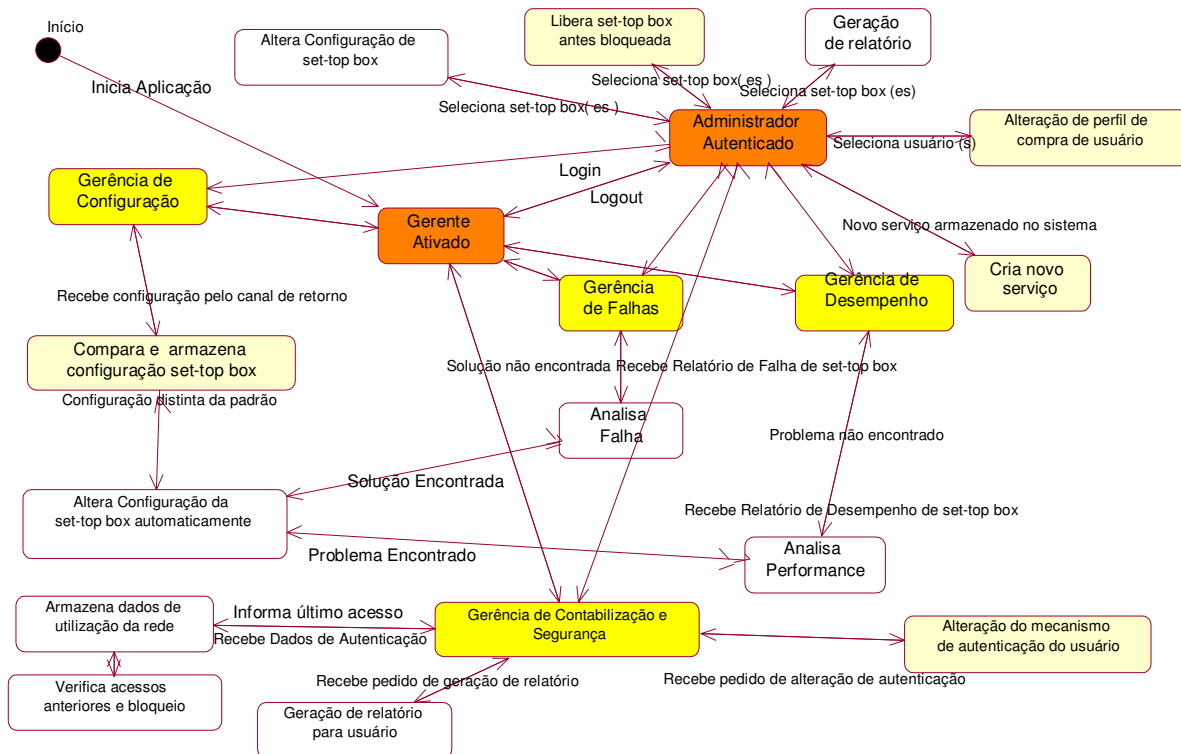 Início
Inicia Aplicação
Altera Configuração de
set-top box
Libera set-top box
antes bloqueada
Geração
de relatório
Seleciona set-top box( es )
Seleciona set-top box( es )
Seleciona set-top box (es)
Administrador
Autenticado
Seleciona usuário (s)
Alteração de perfil de
compra de usuário
Gerência de
Configuração
Login
Logout
Gerente
Ativado
Novo serviço armazenado no sistema
Cria novo
serviço
Gerência
de Falhas
Gerência de
Desempenho
Recebe configuração pelo canal de retorno
Compara e armazena
configuração set-top box
Configuração distinta da padrão
Solução não encontrada
Recebe Relatório de Falha de set-top box
Analisa
Falha
Problema não encontrado
Solução Encontrada
Altera Configuração da
set-top box automaticamente
Recebe Relatório de Desempenho de set-top box
Problema Encontrado
Analisa
Performance
Armazena dados de
utilização da rede
Informa último acesso
Recebe Dados de Autenticação
Gerência de Contabilização e
Segurança
Alteração do mecanismo
de autenticação do usuário
Recebe pedido de alteração de autenticação
Verifica acessos
anteriores e bloqueio
Recebe pedido de geração de relatório
Geração de relatório
para usuário